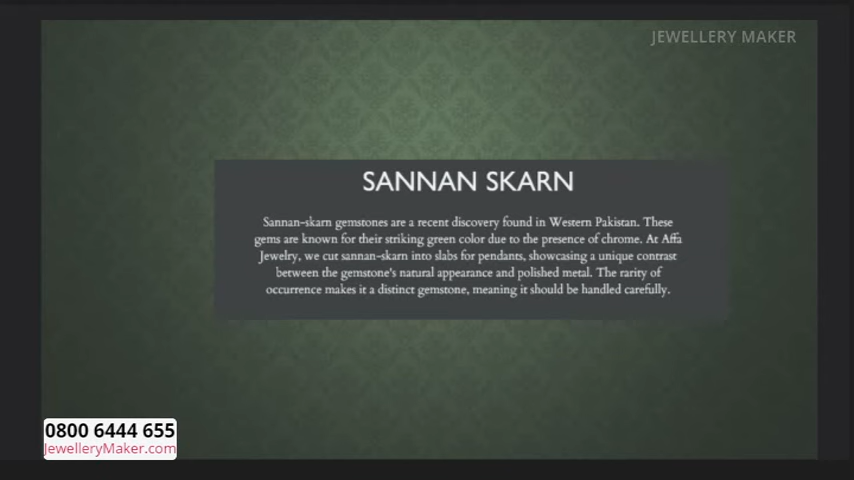 JEWELLERY MAKER
SANNAN SKARN
Sannan-skarn gemstones are a recent discovery found in Western Pakistan. These
gems are known for their striking green color due to the presence of chrome. At Affa
Jewelry, we cut sannan-skarn into slabs for pendants, showcasing a unique contrast
between the gemstone's natural appearance and polished metal. The rarity of
occurrence makes it a distinct gemstone, meaning it should be handled carefully.
0800 6444 655
JewelleryMaker.com